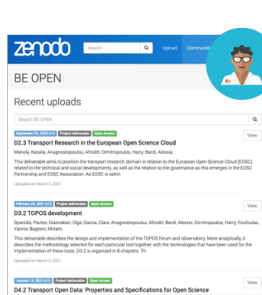 zenodo
Search
Upload
Communi
BE OPEN
Recent uploads
Search BE OPEN
September 29, 2020 (v1) Project deliverable Open Access
View
D2.3 Transport Research in the European Open Science Cloud
Manola, Natalia; Anagnostopoulou, Afroditi; Dimitropoulos, Harry; Bardi, Alessia;
This deliverable aims to position the transport research domain in relation to the European Open Science Cloud (EOSC),
related to the technical and social developments, as well as the relation to the governance as this emerges in the EOSC
Partnership and EOSC Association. As EOSC is settin
Uploaded on March 5, 2021
Project deliverable Open Access
View
D3.2 TOPOS development
Spanidis, Pantos; Giannakari, Olga; Garcia, Clara; Anagnostopoulou, Afroditi; Bardi, Alessia; Dimitropoulos, Harry; Foufoulas,
Yannis; Baglioni, Miriam;
This deliverable describes the design and implementation of the TOPOS forum and observatory. More analytically, it
describes the methodology selected for each particular tool together with the technologies that have been used for the
implementation of these tools. D3.2 is organized in 8 chapters. Th
Uploaded on March 5, 2021
January 19, 2021 (v1) Project deliverable Open Access
View
D4.2 Transport Open Data: Properties and Specifications for Open Science